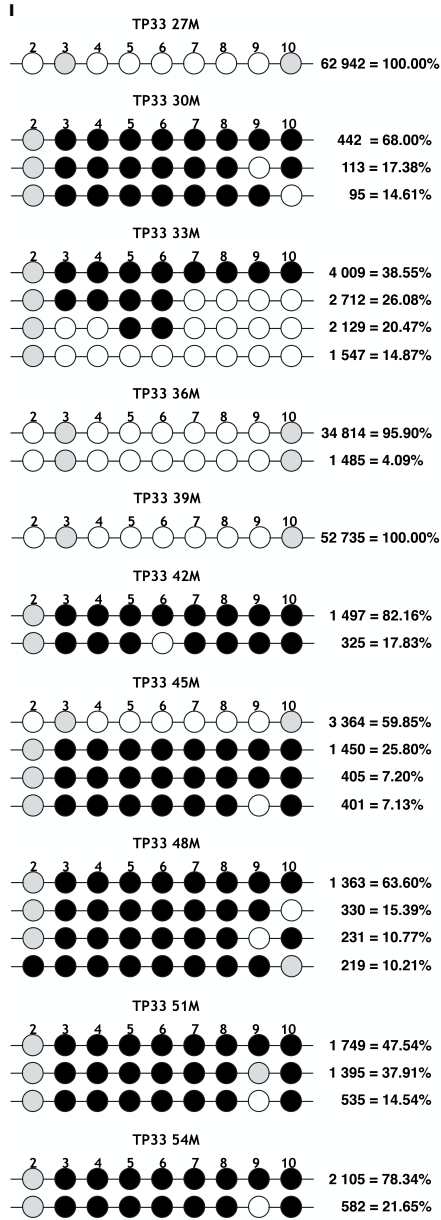 I
TP33 27M
2 3 4 5 6 7 8 9 10
62 942 = 100.00%
TP33 30M
2 3 4 5 6 7 8 9 10
442 = 68.00%
113 = 17.38%
95 = 14.61%
TP33 33M
2 3 4 5 6 7 8 9 10
4 009 = 38.55%
2 712 = 26.08%
2 129 = 20.47%
1 547 = 14.87%
TP33 36M
2 3 4 5 6 7 8 9 10
34 814 = 95.90%
1 485 = 4.09%
TP33 39M
2 3 4 5 6 7 8 9 10
52 735 = 100.00%
TP33 42M
2 3 4 5 6 7 8 9 10
1 497 = 82.16%
325 = 17.83%
TP33 45M
2 3 4 5 6 7 8 9 10
3 364 = 59.85%
1 450 = 25.80%
405 = 7.20%
401 = 7.13%
TP33 48M
2 3 4 5 6 7 8 9 10
1 363 = 63.60%
330 = 15.39%
231 = 10.77%
219 = 10.21%
TP33 51M
2 3 4 5 6 7 8 9 10
1 749 = 47.54%
1 395 = 37.91%
535 = 14.54%
TP33 54M
2 3 4 5 6 7 8 9 10
2 105 = 78.34%
582 = 21.65%